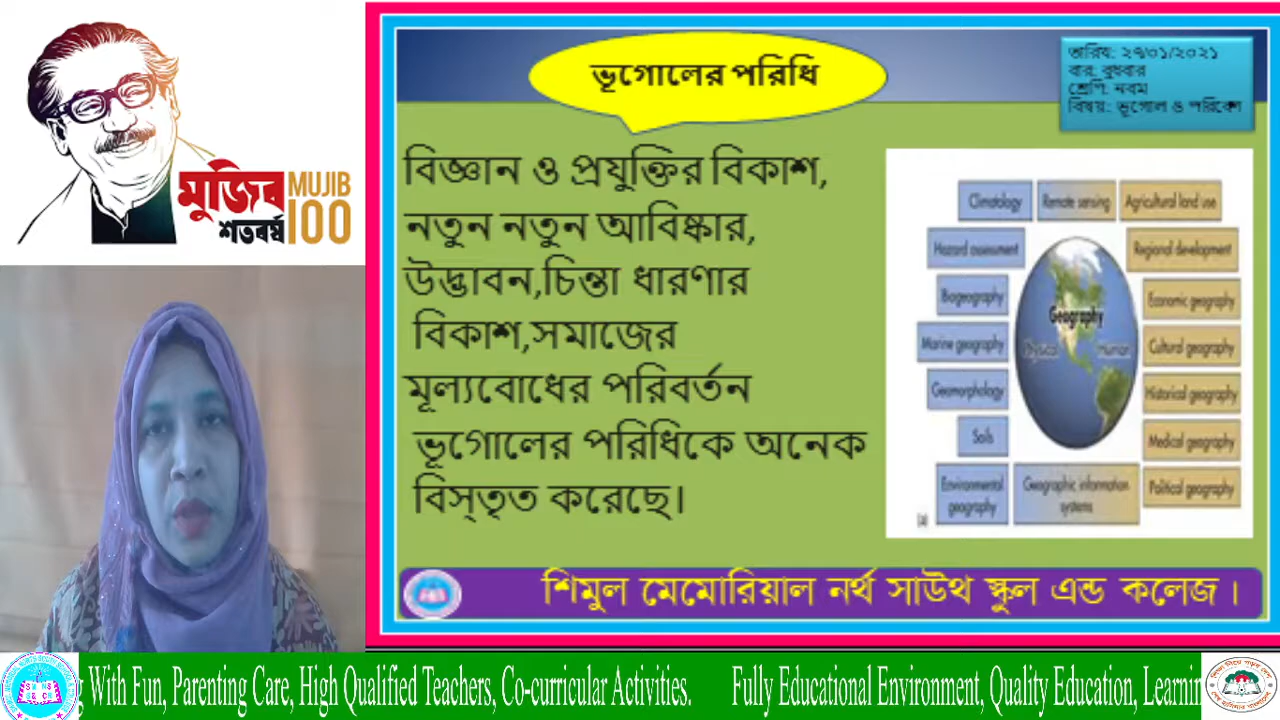 মুজিব
শতবর্ষ
MUJIB
100
ভূগোলের পরিধি
তারিখ: ২৭/০১/২০২১
বার: বুধবার
শ্রেণি: নবম
বিষয়: ভূগোল ও পরিবেশ
বিজ্ঞান ও প্রযুক্তির বিকাশ,
নতুন নতুন আবিষ্কার,
উদ্ভাবন,চিন্তা ধারণার
বিকাশ,সমাজের
মূল্যবোধের পরিবর্তন
ভূগোলের পরিধিকে অনেক
বিস্তৃত করেছে।
Climatology
Remote sensing
Agricultural land use
Hazard assessment
Regional development
Biogeography
Economic geography
Geography
Marine geography
Physical
Human
Cultural geography
Geomorphology
Historical geography
Soils
Medical geography
Environmental
geography
Geographic information
systems
Political geography
(a)
শিমুল মেমোরিয়াল নর্থ সাউথ স্কুল এন্ড কলেজ।
With Fun, Parenting Care, High Qualified Teachers, Co-curricular Activities. Fully Educational Environment, Quality Education, Learnin